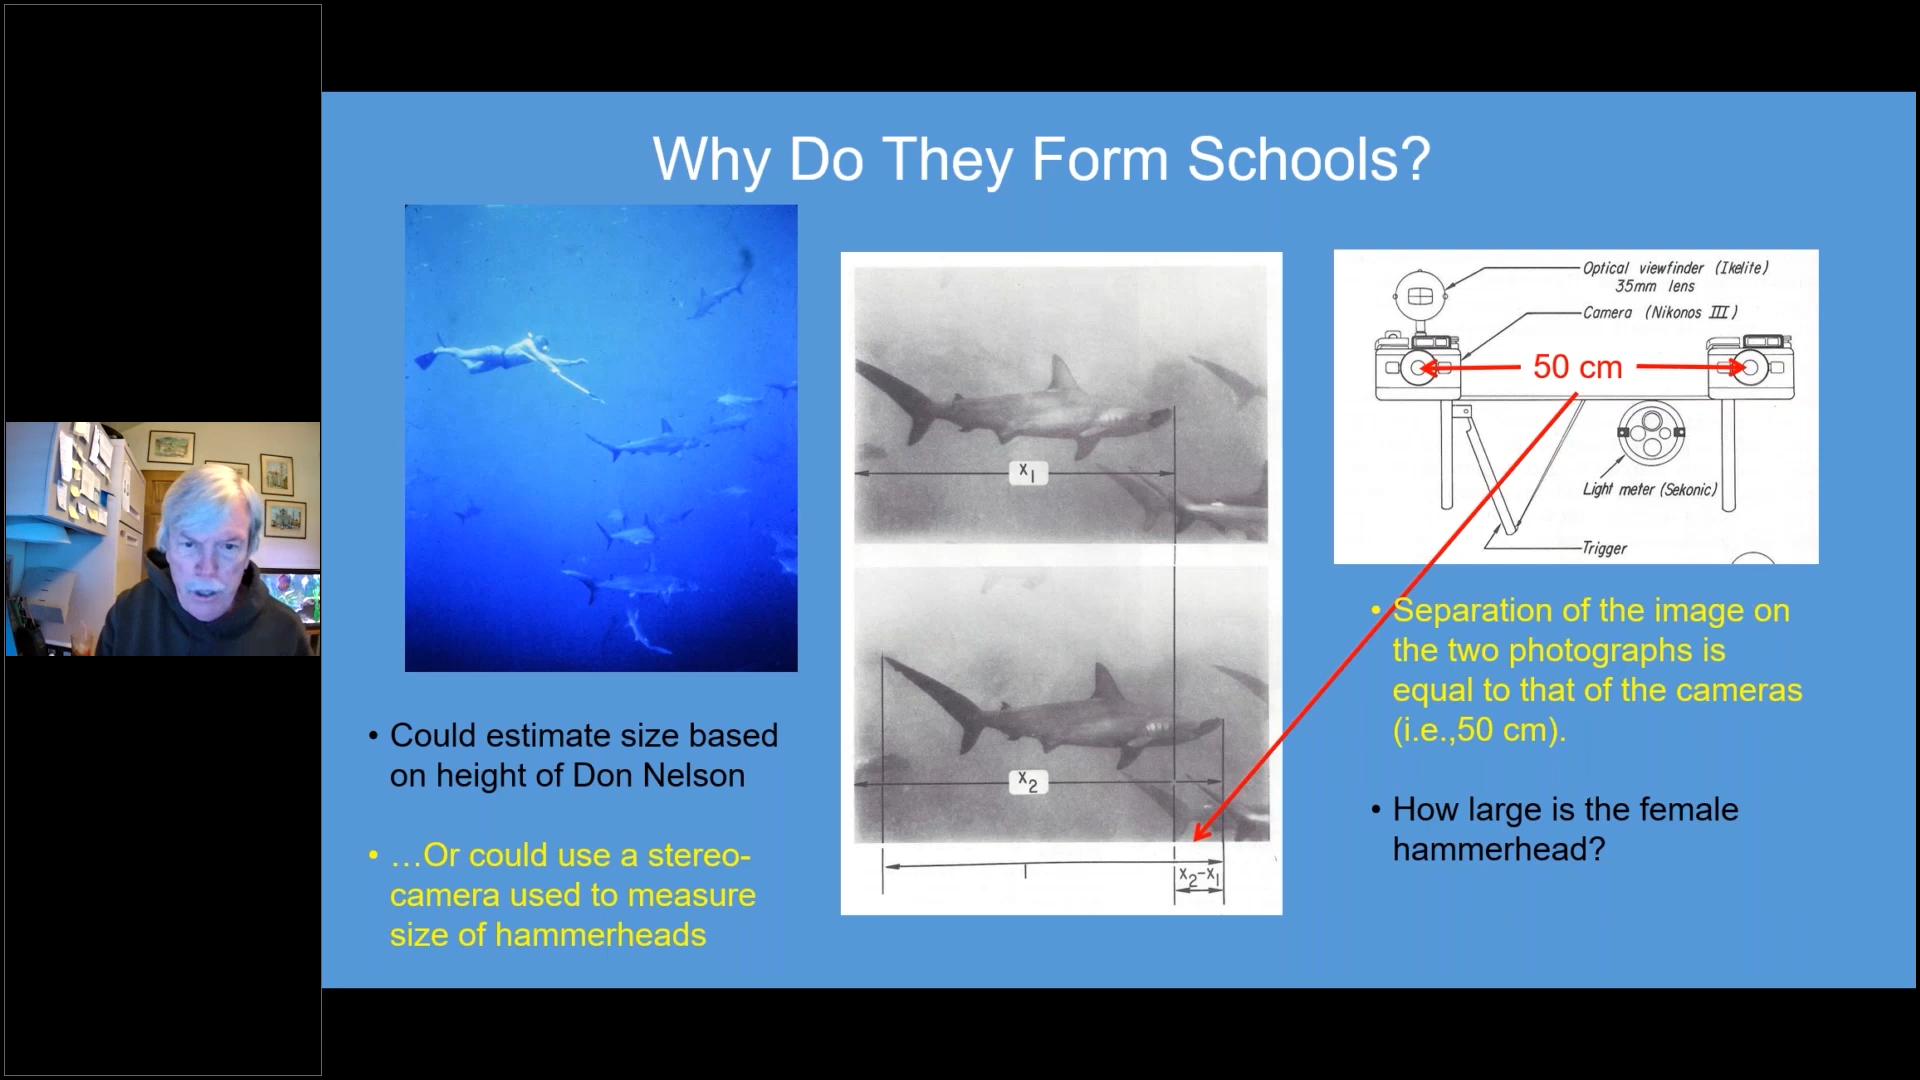 Why Do They Form Schools?
Optical viewfinder (Ikelite)
35mm lens
Camera (Nikonos III)
50 cm
Light meter (Sekonic)
Trigger
x1
x2
l
x2-x1
• Could estimate size based
on height of Don Nelson
• …Or could use a stereo-
camera used to measure
size of hammerheads
• Separation of the image on
the two photographs is
equal to that of the cameras
(i.e.,50 cm).
• How large is the female
hammerhead?